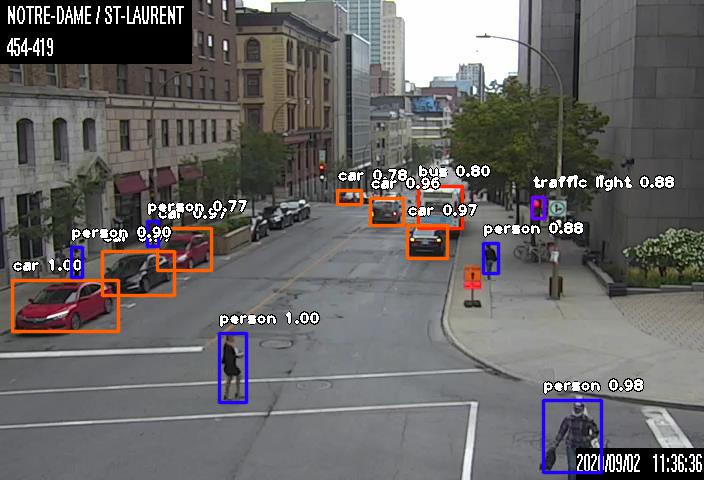 NOTRE-DAME / ST-LAURENT
454-419
car 0.78
bus 0.80
car 0.96
traffic light 0.88
person 0.77
car 0.97
car 0.97
person 0.90
person 0.88
car 1.00
person 1.00
person 0.98
2020/09/02 11:36:36